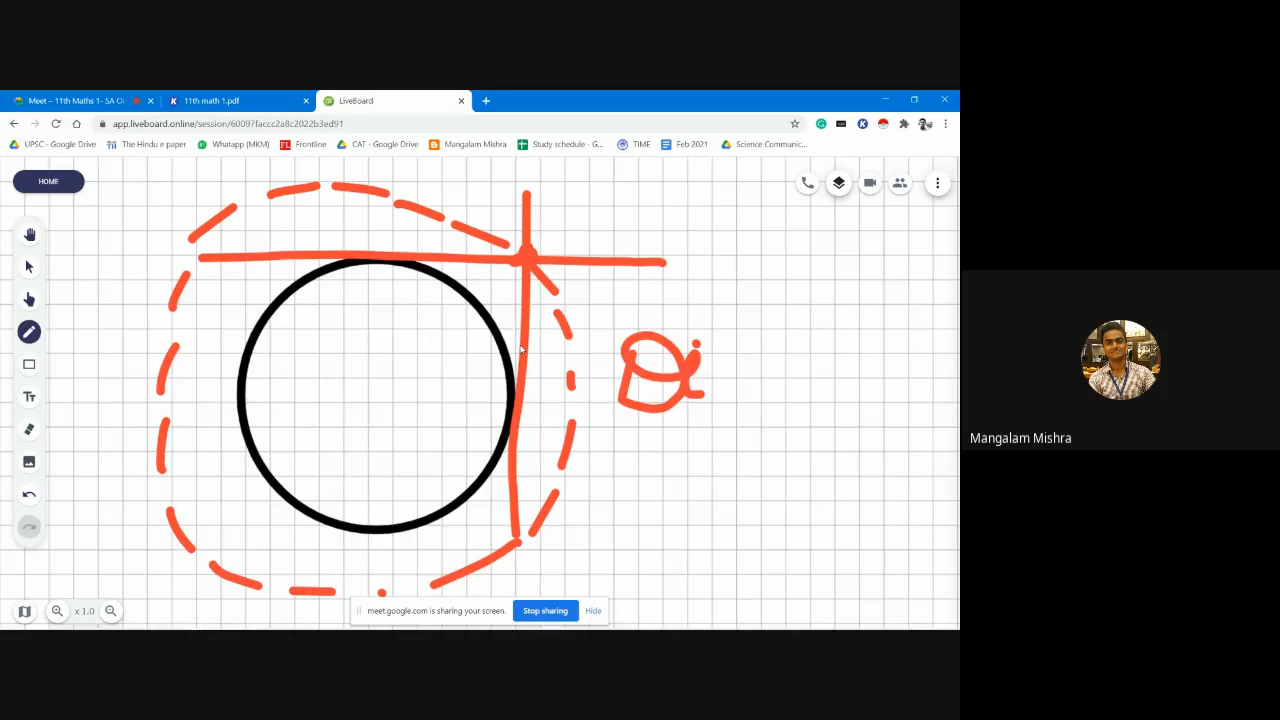 Meet – 11th Maths 1- SA O
11th math 1.pdf
LiveBoard
app.liveboard.online/session/60097faccc2a8c2022b3ed91
UPSC - Google Drive
The Hindu e paper
Whatapp (MKM)
Frontline
CAT - Google Drive
Mangalam Mishra
Study schedule - G...
TIME
Feb 2021
Science Communic...
HOME
Tт
x 1.0
meet.google.com is sharing your screen.
Stop sharing
Hide
Mangalam Mishra